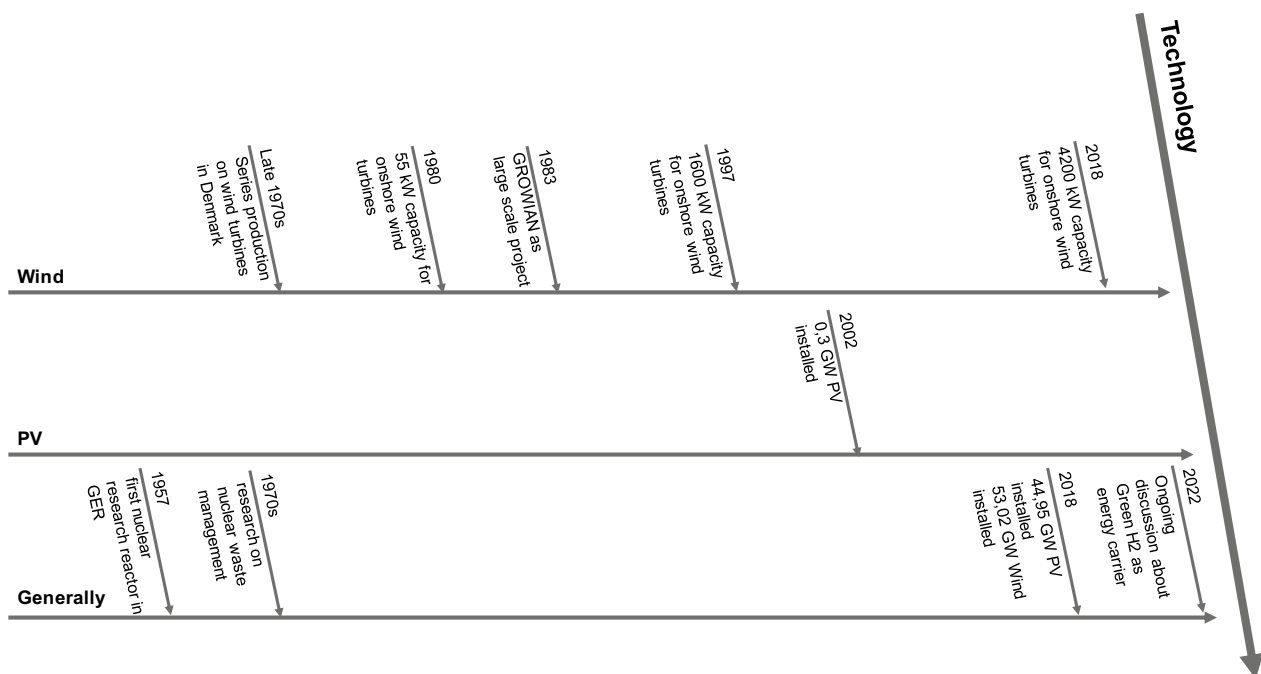 Technology
Late 1970s
Series production
on wind turbines
in Denmark
1980
55 kW capacity for
onshore wind
turbines
1983
GROWIAN as
large scale project
1997
1600 kW capacity
for onshore wind
turbines
2018
4200 kW capacity
for onshore wind
turbines
Wind
2002
0,3 GW PV
installed
PV
1957
first nuclear
research reactor in
GER
1970s
research on
nuclear waste
management
2018
44,95 GW PV
installed
53,02 GW Wind
installed
2022
Ongoing
discussion about
Green H2 as
energy carrier
Generally